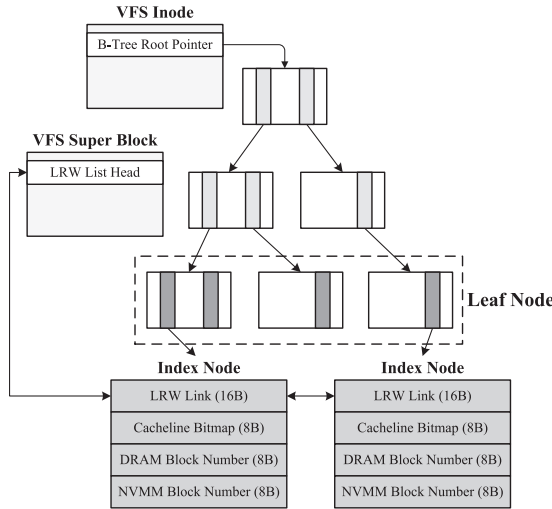 VFS Inode
B-Tree Root Pointer
VFS Super Block
LRW List Head
Leaf Node
Index Node
LRW Link (16B)
Cacheline Bitmap (8B)
DRAM Block Number (8B)
NVMM Block Number (8B)
Index Node
LRW Link (16B)
Cacheline Bitmap (8B)
DRAM Block Number (8B)
NVMM Block Number (8B)